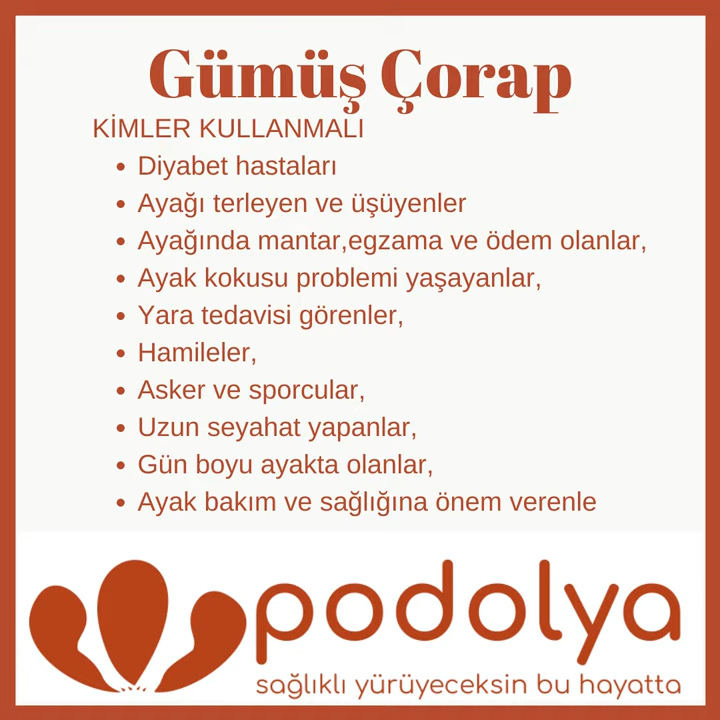 Gümüş Çorap
KİMLER KULLANMALI
• Diyabet hastaları
• Ayağı terleyen ve üşüyenler
• Ayağında mantar,egzama ve ödem olanlar,
• Ayak kokusu problemi yaşayanlar,
• Yara tedavisi görenler,
• Hamileler,
• Asker ve sporcular,
• Uzun seyahat yapanlar,
• Gün boyu ayakta olanlar,
• Ayak bakım ve sağlığına önem verenle
podolya
sağlıklı yürüyeceksin bu hayatta